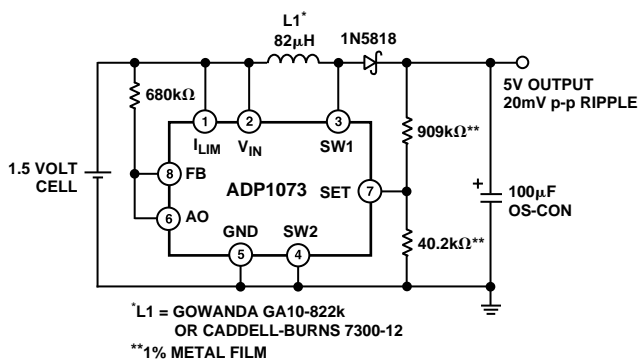 L1*
82μH
1N5818
5V OUTPUT
20mV p-p RIPPLE
680kΩ
1
2
3
I LIM
V IN
SW1
909kΩ**
1.5 VOLT
CELL
8
FB
ADP1073
SET
7
6
AO
+
100μF
OS-CON
GND
SW2
5
4
40.2kΩ**
*L1 = GOWANDA GA10-822k
OR CADDELL-BURNS 7300-12
**1% METAL FILM